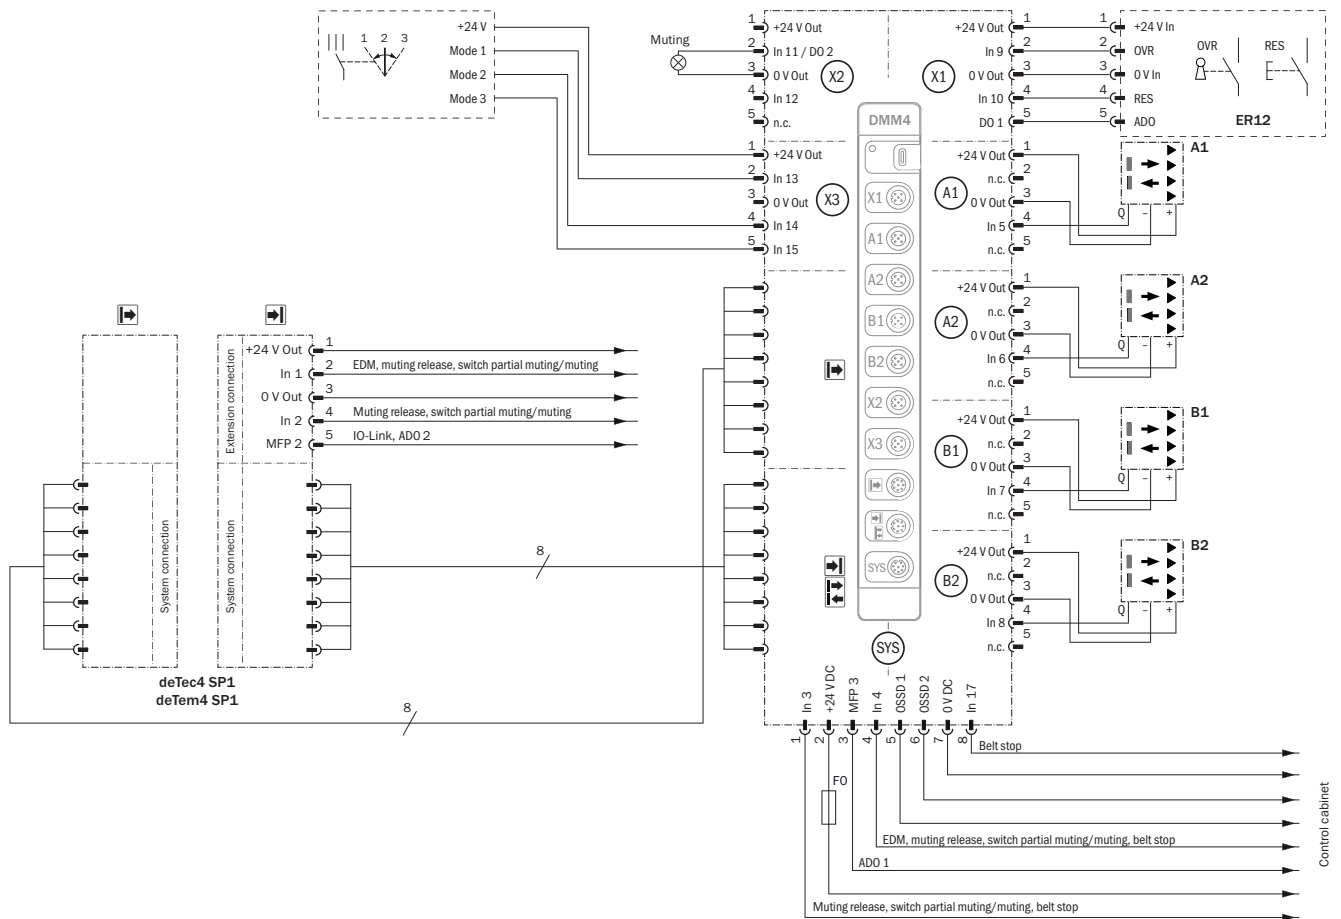 +24 V
Mode 1
Mode 2
Mode 3
1 2 3
Muting
1 +24 V Out
2 In 11 / DO 2
3 0 V Out
4 In 12
5 n.c.
X2
1 +24 V Out
2 In 13
3 0 V Out
4 In 14
5 In 15
X3
X1
+24 V Out 1
In 9 2
0 V Out 3
In 10 4
DO 1 5
1 +24 V In
2 OVR
3 0 V In
4 RES
5 ADO
OVR RES
ER12
DMM4
X1
A1
A2
B1
B2
X2
X3
SYS
A1
+24 V Out 1
n.c. 2
0 V Out 3
In 5 4
n.c. 5
A1
Q – +
A2
+24 V Out 1
n.c. 2
0 V Out 3
In 6 4
n.c. 5
A2
Q – +
B1
+24 V Out 1
n.c. 2
0 V Out 3
In 7 4
n.c. 5
B1
Q – +
B2
+24 V Out 1
n.c. 2
0 V Out 3
In 8 4
n.c. 5
B2
Q – +
Extension connection
+24 V Out 1
In 1 2 EDM, muting release, switch partial muting/muting
0 V Out 3
In 2 4 Muting release, switch partial muting/muting
MFP 2 5 IO-Link, ADO 2
System connection
System connection
8
deTec4 SP1
deTem4 SP1
8
SYS
In 3
+24 V DC
MFP 3
In 4
OSSD 1
OSSD 2
0 V DC
In 17
1 2 3 4 5 6 7 8
Belt stop
F0
EDM, muting release, switch partial muting/muting, belt stop
ADO 1
Muting release, switch partial muting/muting, belt stop
Control cabinet